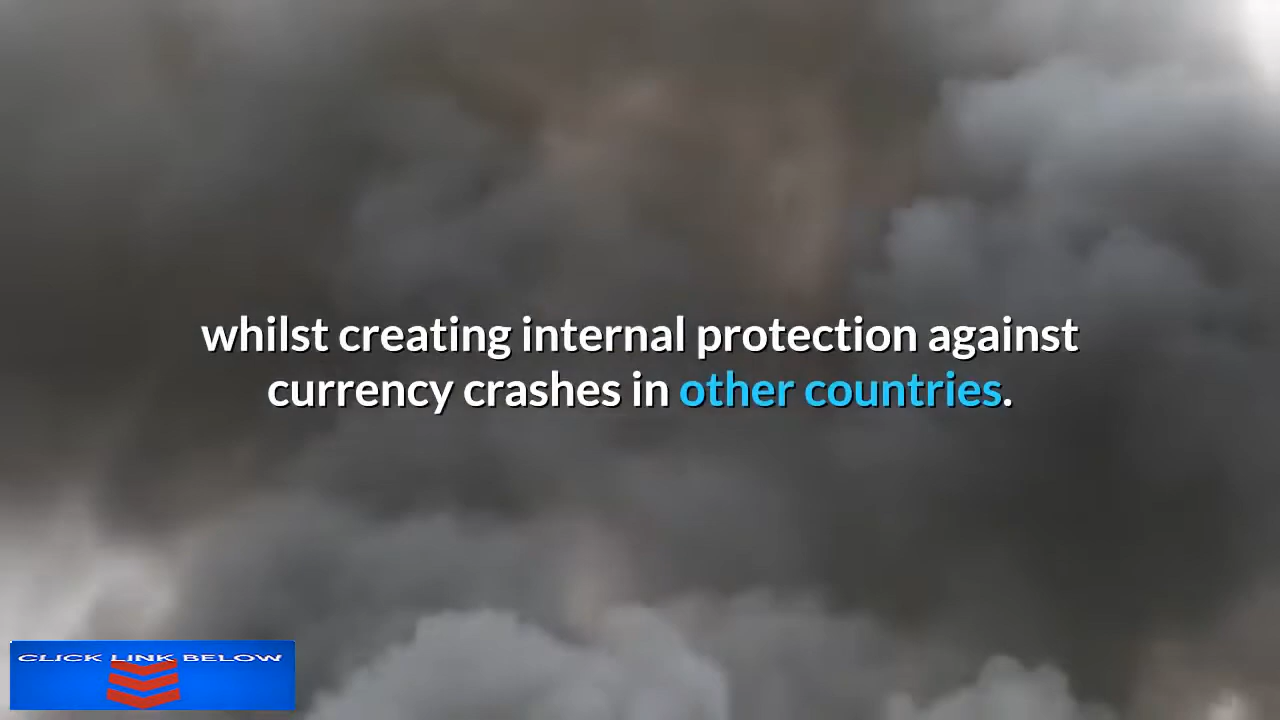 whilst creating internal protection against
currency crashes in other countries.
CLICK LINK BELOW